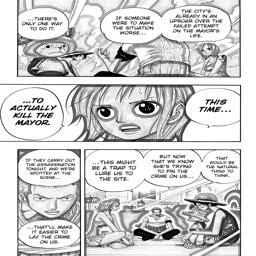 THE CITY'S
ALREADY IN AN
UPROAR OVER THE
FAILED ATTEMPT
ON THE MAYOR'S
LIFE.
IF SOMEONE
WERE TO MAKE
THE SITUATION
WORSE...
...THERE'S
ONLY ONE WAY
TO DO IT.
THIS
TIME...
...TO
ACTUALLY
KILL THE
MAYOR.
THAT
WOULD BE THE
NATURAL
THING TO
THINK.
BUT NOW
THAT WE KNOW
SHE'S TRYING
TO PIN THE
CRIME ON US...
...THIS MIGHT
BE A TRAP TO
LURE US TO
THE SITE.
IF THEY CARRY OUT
THE ASSASSINATION
TONIGHT, AND WE'RE
SPOTTED AT THE
SCENE...
...THAT'LL MAKE
IT EASIER TO
LAY THE CRIME
ON US.